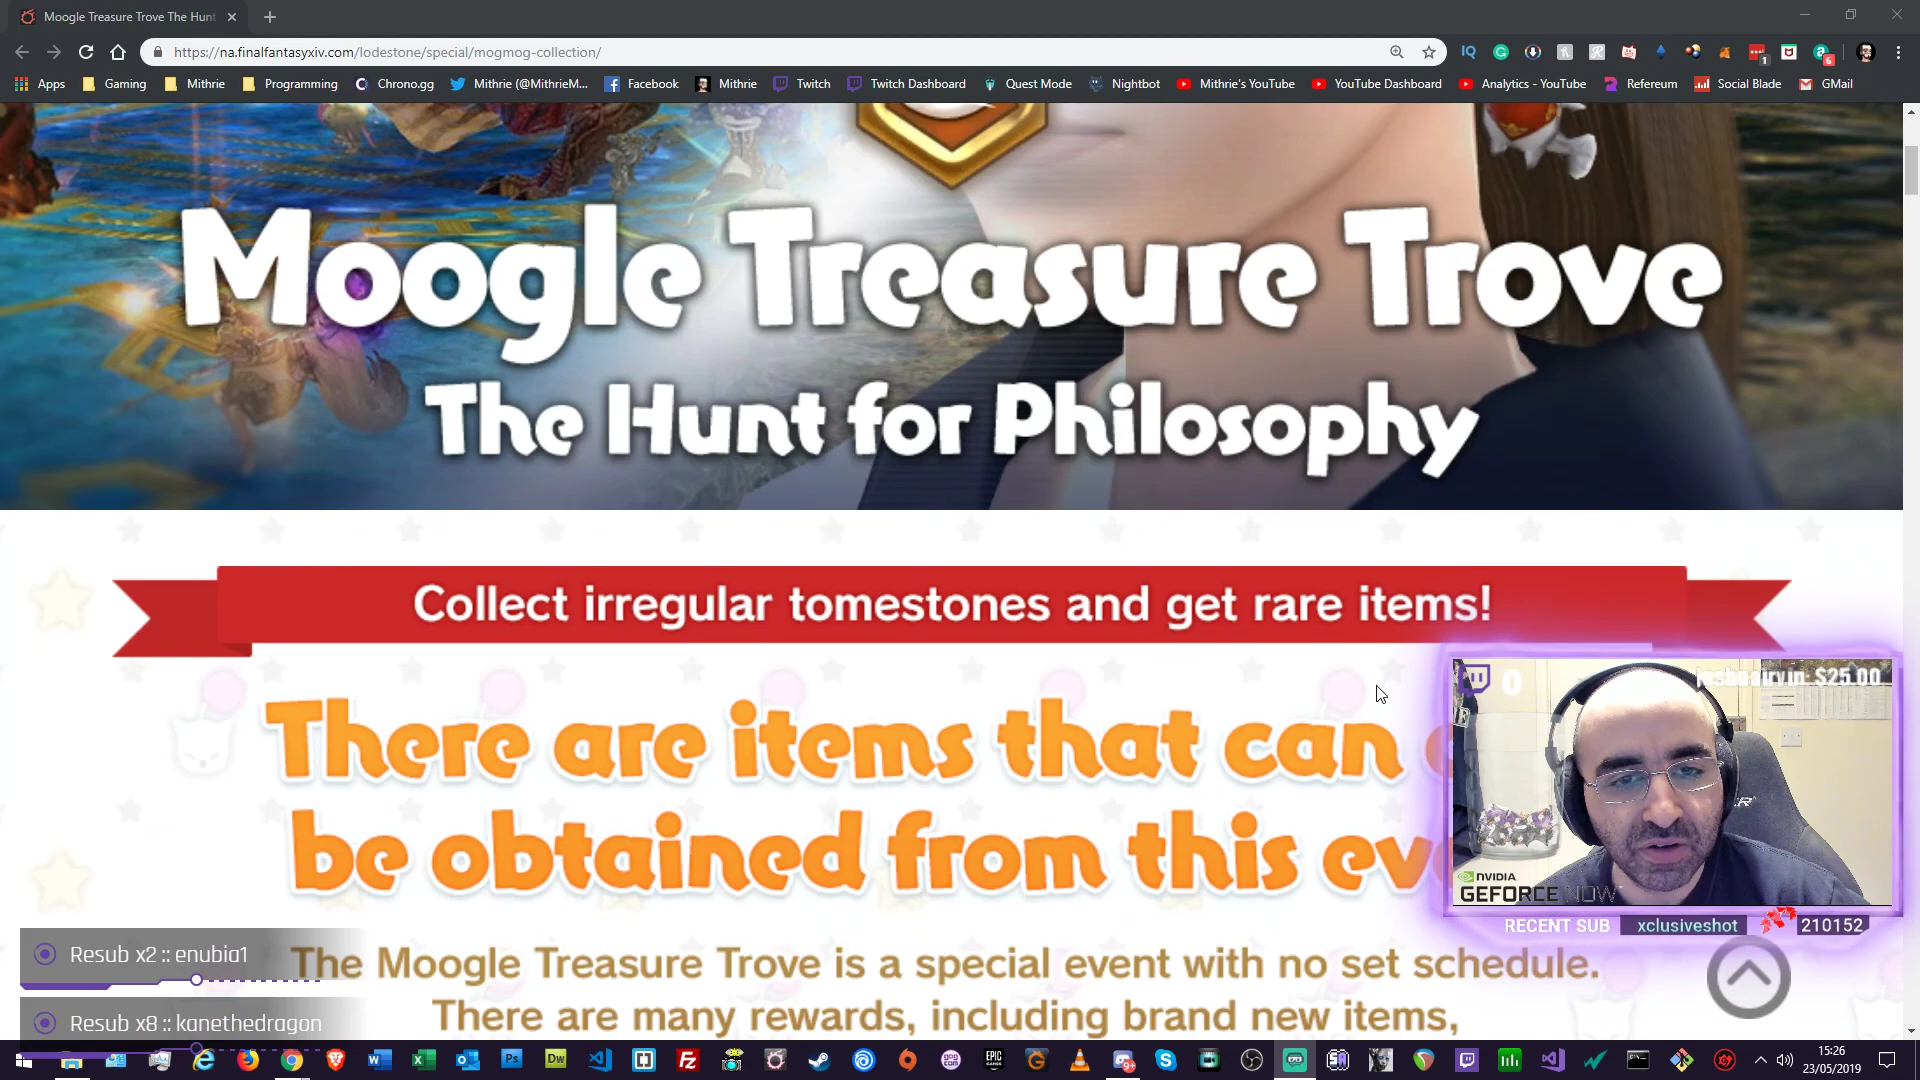 Moogle Treasure Trove The Hunt
https://na.finalfantasyxiv.com/lodestone/special/mogmog-collection/
Apps Gaming Mithrie Programming Chrono.gg Mithrie (@MithrieM... Facebook Mithrie Twitch Twitch Dashboard Quest Mode Nightbot Mithrie's YouTube YouTube Dashboard Analytics - YouTube Refereum Social Blade GMail
Moogle Treasure Trove
The Hunt for Philosophy
Collect irregular tomestones and get rare items!
There are items that can
be obtained from this
0
joshuairvin: $25.00
NVIDIA
GEFORCE NOW
RECENT SUB xclusiveshot 210152
Resub x2 :: enubia1
The Moogle Treasure Trove is a special event with no set schedule.
Resub x8 :: kanethedragon
There are many rewards, including brand new items,
15:26
23/05/2019